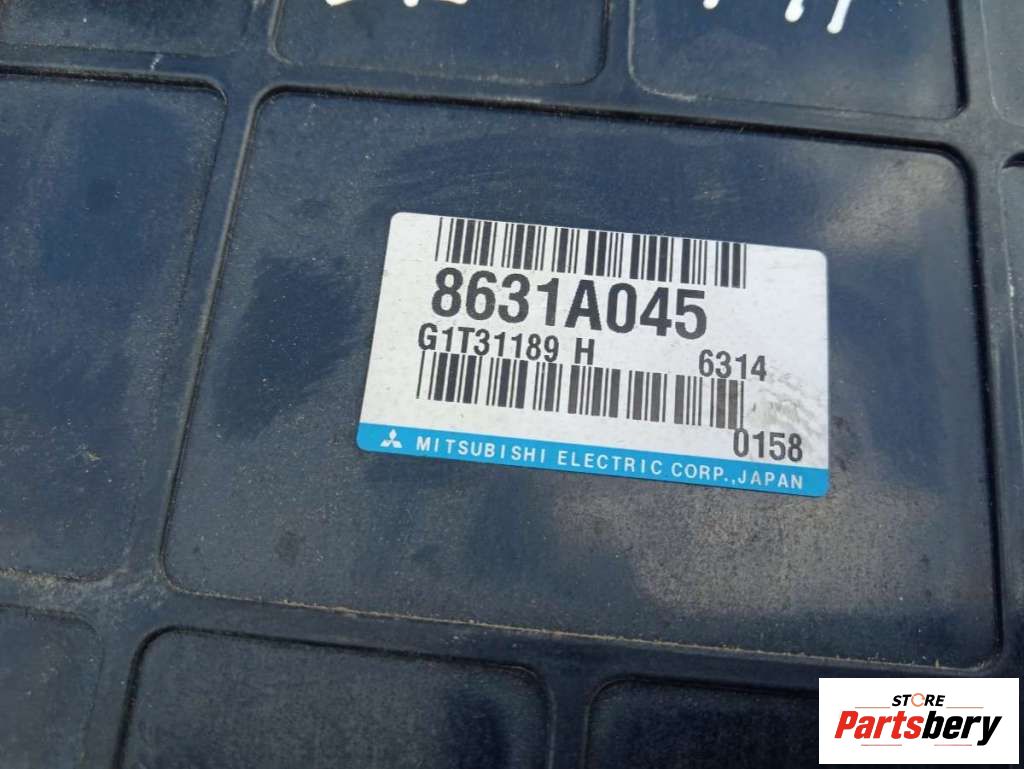 8631A045
G1T31189 H 6314
0158
MITSUBISHI ELECTRIC CORP.,JAPAN
STORE
Partsbery